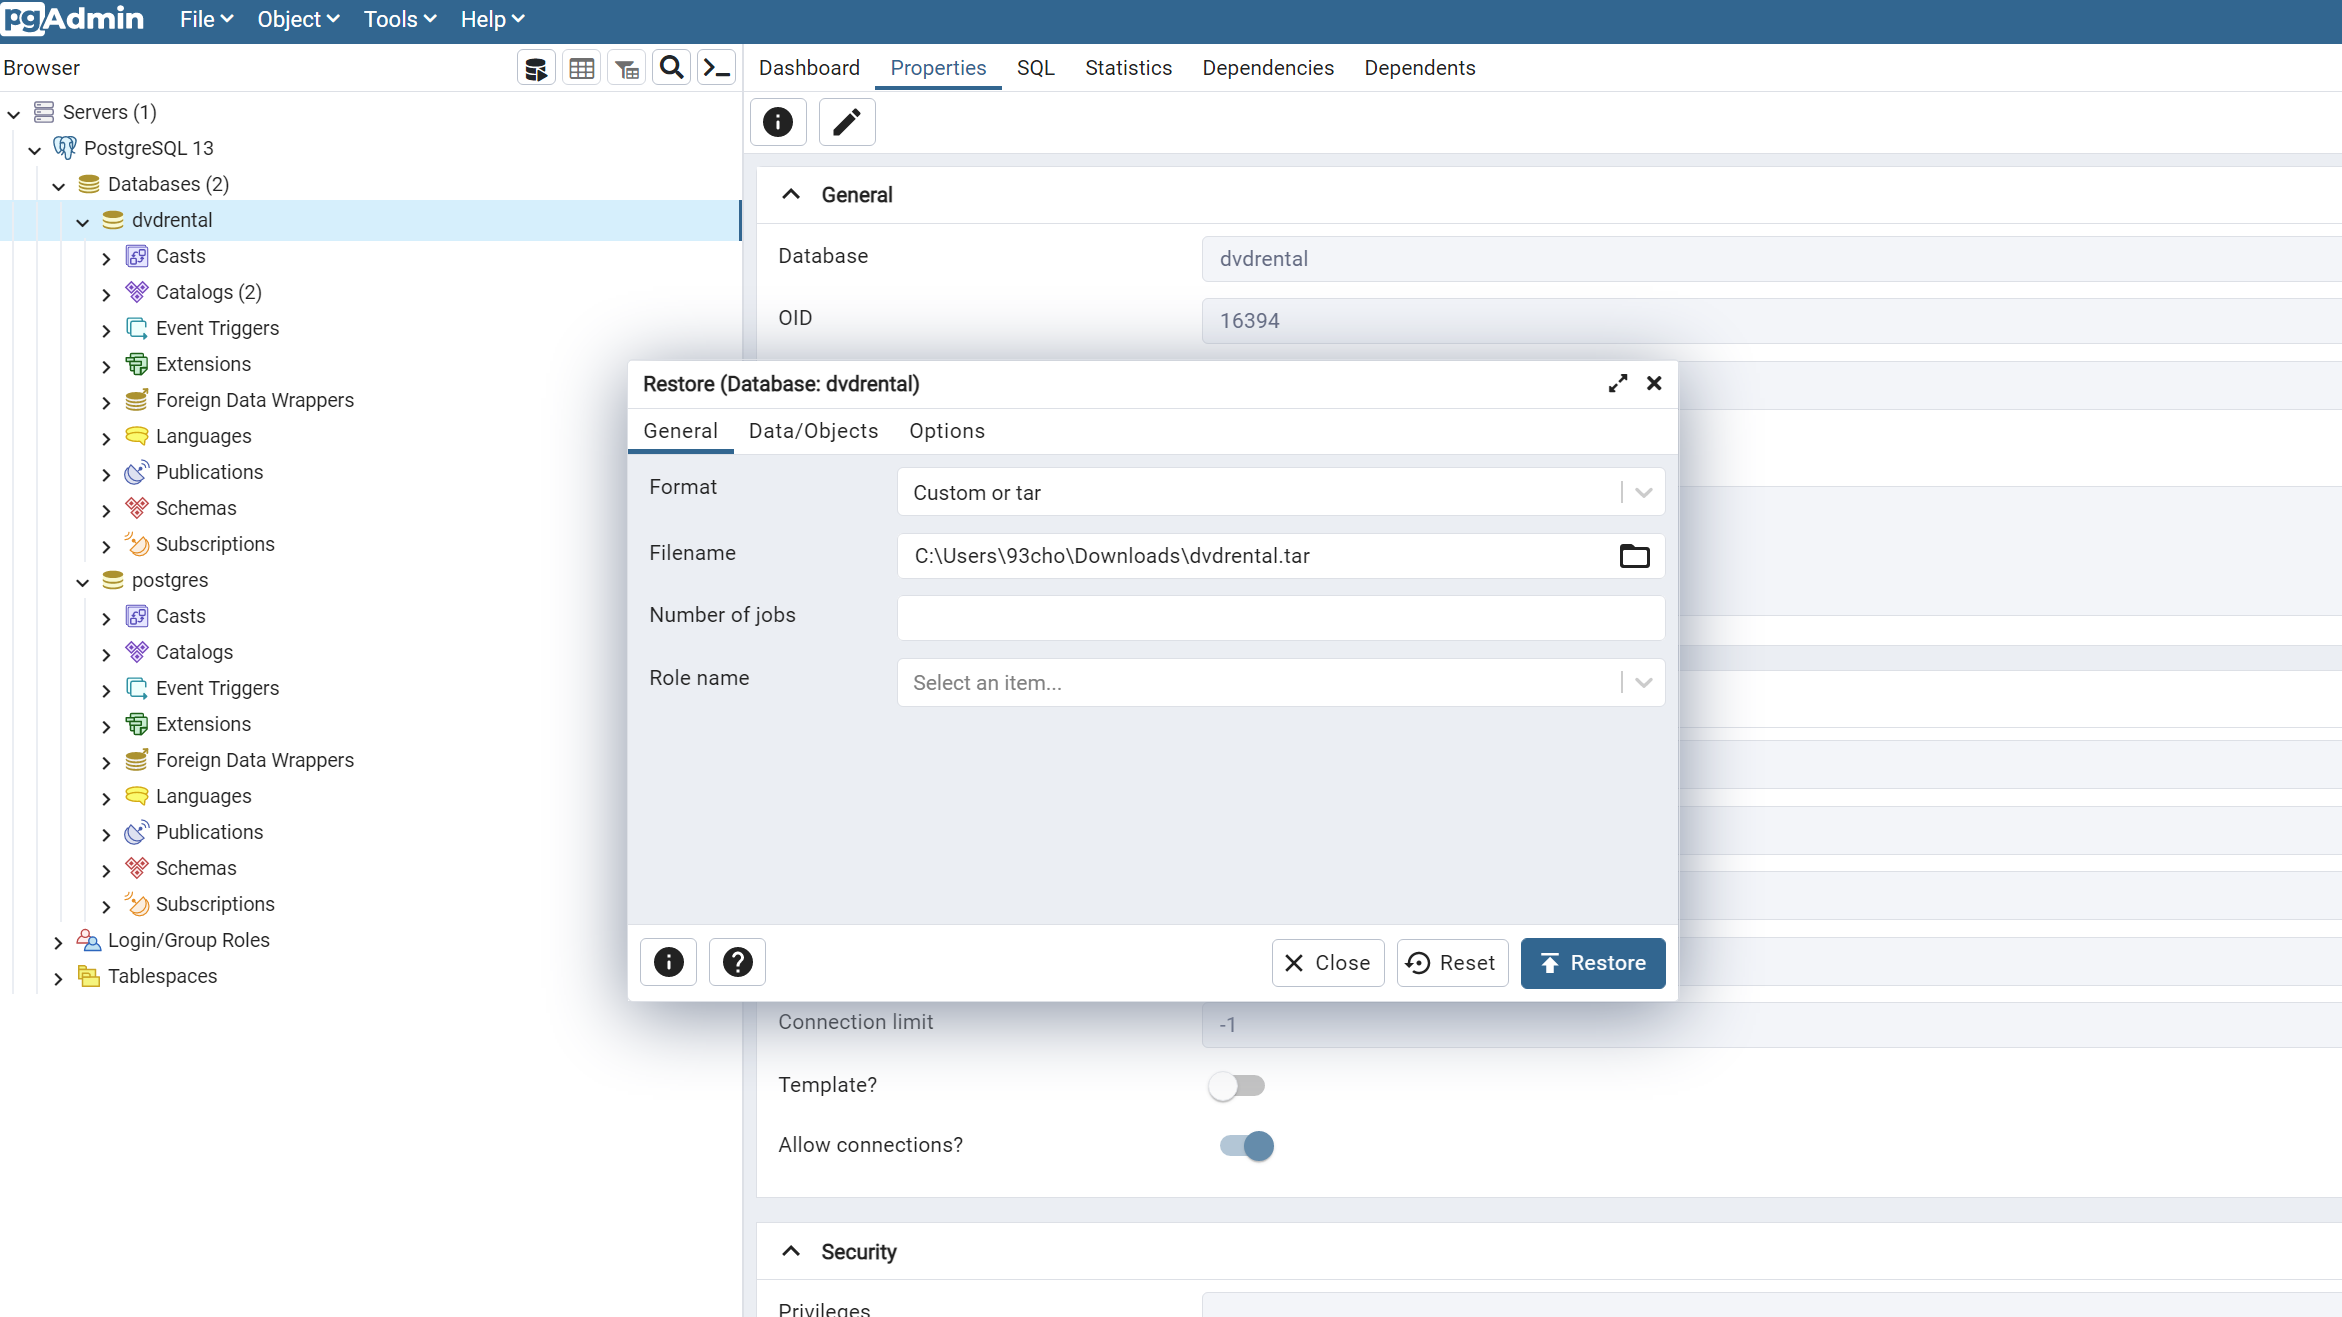 pgAdmin File Object Tools Help
Browser
Servers (1)
PostgreSQL 13
Databases (2)
dvdrental
Casts
Catalogs (2)
Event Triggers
Extensions
Foreign Data Wrappers
Languages
Publications
Schemas
Subscriptions
postgres
Casts
Catalogs
Event Triggers
Extensions
Foreign Data Wrappers
Languages
Publications
Schemas
Subscriptions
Login/Group Roles
Tablespaces
Dashboard Properties SQL Statistics Dependencies Dependents
General
Database dvdrental
OID 16394
Restore (Database: dvdrental)
General Data/Objects Options
Format Custom or tar
Filename C:\Users\93cho\Downloads\dvdrental.tar
Number of jobs
Role name Select an item...
Close Reset Restore
Connection limit -1
Template?
Allow connections?
Security
Privileges